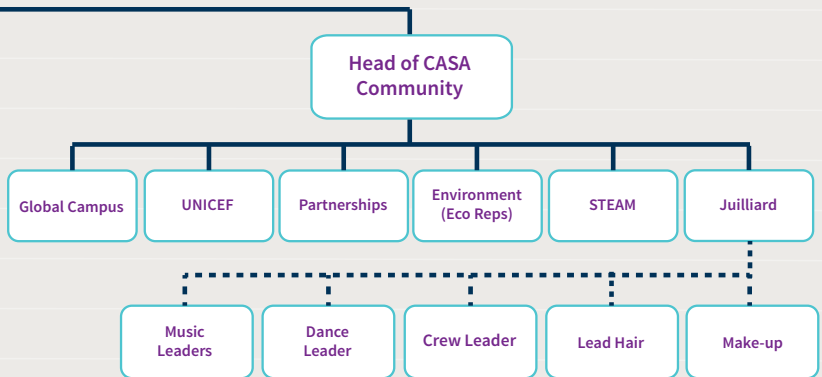 Head of CASA
Community
Global Campus
UNICEF
Partnerships
Environment
(Eco Reps)
STEAM
Juilliard
Music
Leaders
Dance
Leader
Crew Leader
Lead Hair
Make-up